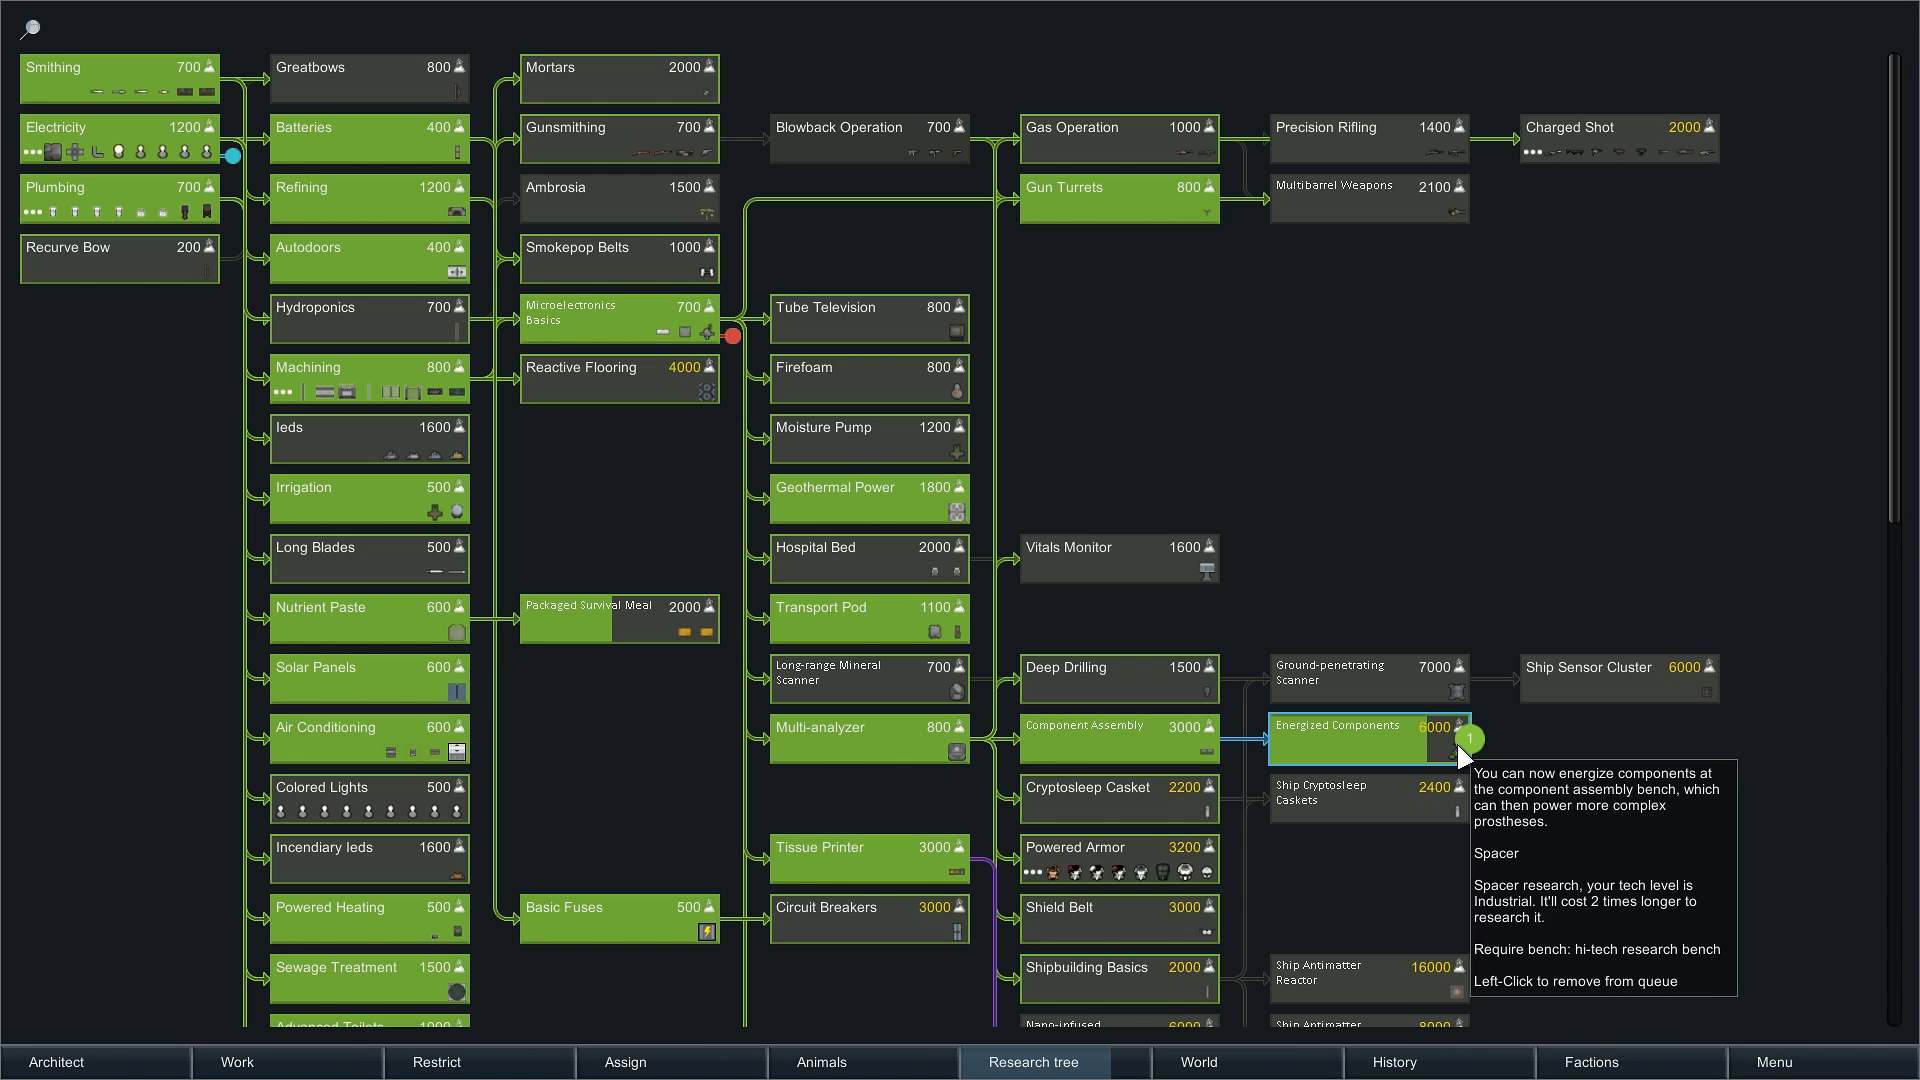 Smithing 700
Greatbows 800
Mortars 2000
Electricity 1200
Batteries 400
Gunsmithing 700
Blowback Operation 700
Gas Operation 1000
Precision Rifling 1400
Charged Shot 2000
Plumbing 700
Refining 1200
Ambrosia 1500
Gun Turrets 800
Multibarrel Weapons 2100
Recurve Bow 200
Autodoors 400
Smokepop Belts 1000
Hydroponics 700
Microelectronics 700
Basics
Tube Television 800
Machining 800
Reactive Flooring 4000
Firefoam 800
Ieds 1600
Moisture Pump 1200
Irrigation 500
Geothermal Power 1800
Long Blades 500
Hospital Bed 2000
Vitals Monitor 1600
Nutrient Paste 600
Packaged Survival Meal 2000
Transport Pod 1100
Solar Panels 600
Long-range Mineral 700
Scanner
Deep Drilling 1500
Ground-penetrating 7000
Scanner
Ship Sensor Cluster 6000
Air Conditioning 600
Multi-analyzer 800
Component Assembly 3000
Energized Components 6000
1
Colored Lights 500
Cryptosleep Casket 2200
Ship Cryptosleep 2400
Caskets
You can now energize components at
the component assembly bench, which
can then power more complex
prostheses.
Spacer
Spacer research, your tech level is
Industrial. It'll cost 2 times longer to
research it.
Require bench: hi-tech research bench
Left-Click to remove from queue
Incendiary Ieds 1600
Tissue Printer 3000
Powered Armor 3200
Powered Heating 500
Basic Fuses 500
Circuit Breakers 3000
Shield Belt 3000
Sewage Treatment 1500
Shipbuilding Basics 2000
Ship Antimatter 16000
Reactor
Advanced Toilets 1000
Nano-infused 6000
Ship Antimatter 8000
Architect
Work
Restrict
Assign
Animals
Research tree
World
History
Factions
Menu